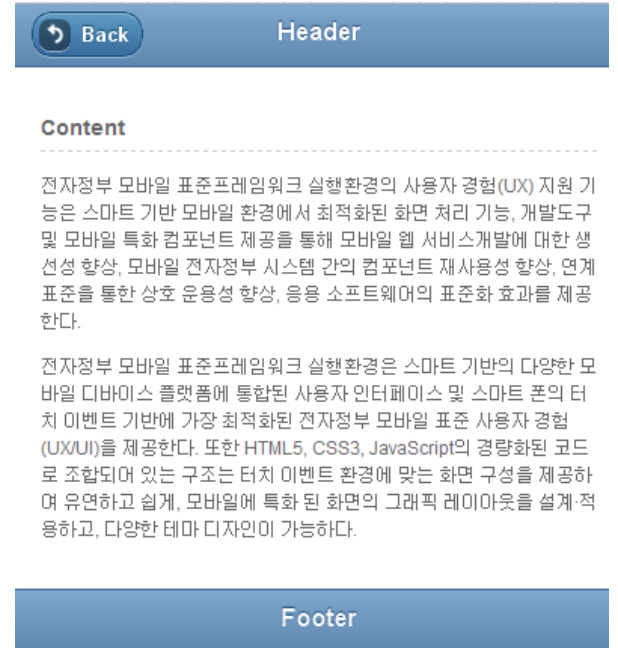 Back
Header
Content
전자정부 모바일 표준프레임워크 실행환경의 사용자 경험(UX) 지원 기
능은 스마트 기반 모바일 환경에서 최적화된 화면 처리 기능, 개발도구
및 모바일 특화 컴포넌트 제공을 통해 모바일 웹 서비스개발에 대한 생
선성 향상, 모바일 전자정부 시스템 간의 컴포넌트 재사용성 향상, 연계
표준을 통한 상호 운용성 향상, 응용 소프트웨어의 표준화 효과를 제공
한다.
전자정부 모바일 표준프레임워크 실행환경은 스마트 기반의 다양한 모
바일 디바이스 플랫폼에 통합된 사용자 인터페이스 및 스마트 폰의 터
치 이벤트 기반에 가장 최적화된 전자정부 모바일 표준 사용자 경험
(UX/UI)을 제공한다. 또한 HTML5, CSS3, JavaScript의 경량화된 코드
로 조합되어 있는 구조는 터치 이벤트 환경에 맞는 화면 구성을 제공하
여 유연하고 쉽게, 모바일에 특화 된 화면의 그래픽 레이아웃을 설계·적
용하고, 다양한 테마 디자인이 가능하다.
Footer